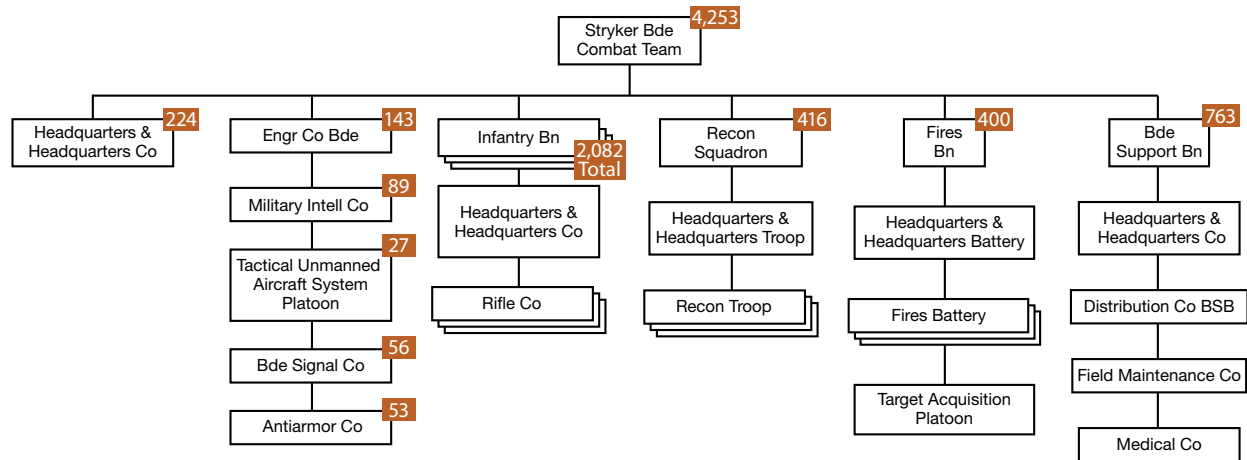 4,253
Stryker Bde
Combat Team
224
Headquarters &
Headquarters Co
143
Engr Co Bde
89
Military Intell Co
27
Tactical Unmanned
Aircraft System
Platoon
56
Bde Signal Co
53
Antiarmor Co
Infantry Bn
2,082
Total
Headquarters &
Headquarters Co
Rifle Co
416
Recon
Squadron
Headquarters &
Headquarters Troop
Recon Troop
400
Fires
Bn
Headquarters &
Headquarters Battery
Fires Battery
Target Acquisition
Platoon
763
Bde
Support Bn
Headquarters &
Headquarters Co
Distribution Co BSB
Field Maintenance Co
Medical Co